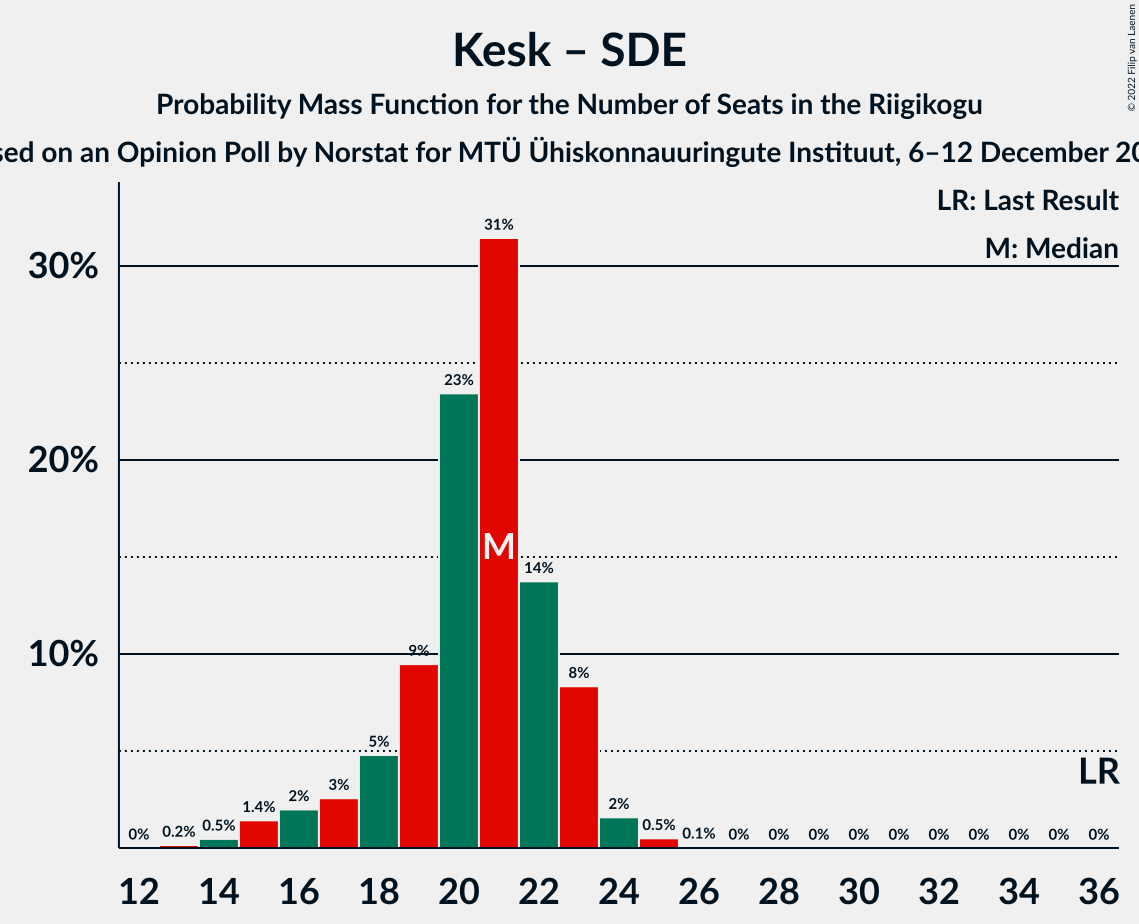 Kesk – SDE
Probability Mass Function for the Number of Seats in the Riigikogu
on an Opinion Poll by Norstat for MTÜ Ühiskonnauuringute Instituut, 6–12 December
© 2022 Filip van Laenen
LR: Last Result
M: Median
31%
30%
23%
20%
M
14%
10%
9%
8%
5%
LR
3%
2%
2%
1.4%
0.5%
0.5%
0.2%
0.1%
0% 0% 0% 0% 0% 0% 0% 0% 0% 0% 0%
12 14 16 18 20 22 24 26 28 30 32 34 36